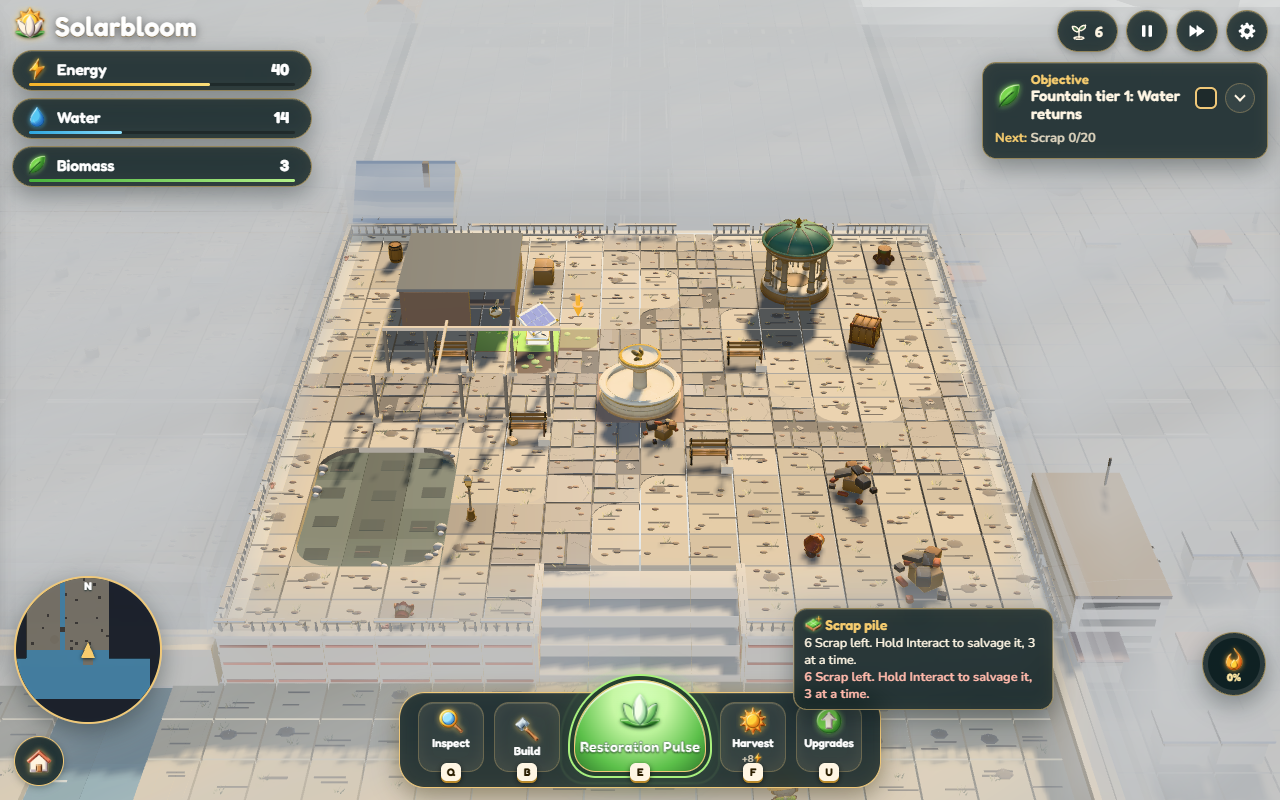 Solarbloom
Energy 40
Water 14
Biomass 3
6
Objective
Fountain tier 1: Water
returns
Next: Scrap 0/20
N
Scrap pile
6 Scrap left. Hold Interact to salvage it, 3
at a time.
6 Scrap left. Hold Interact to salvage it,
3 at a time.
0%
Inspect
Q
Build
B
Restoration Pulse
E
Harvest
+8
F
Upgrades
U